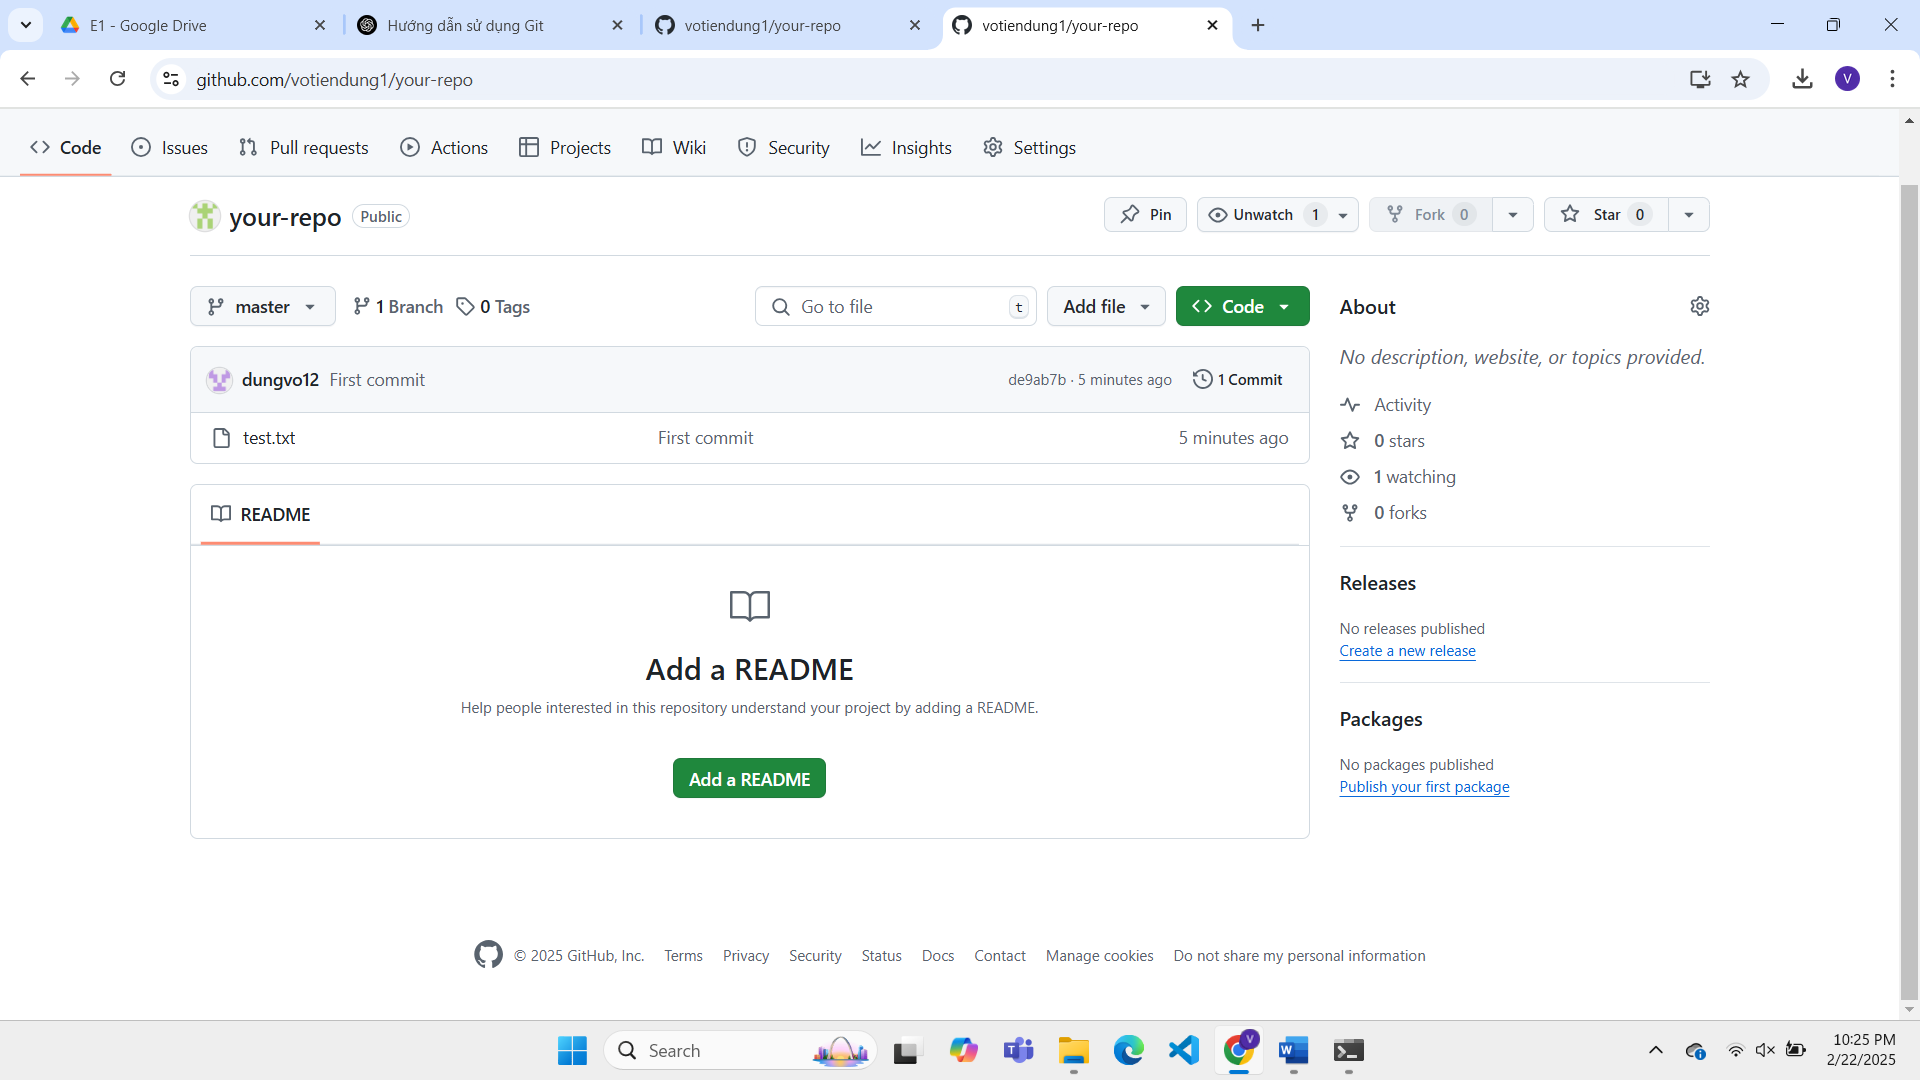 E1 - Google Drive
Hướng dẫn sử dụng Git
votiendung1/your-repo
votiendung1/your-repo
github.com/votiendung1/your-repo
V
Code
Issues
Pull requests
Actions
Projects
Wiki
Security
Insights
Settings
your-repo
Public
Pin
Unwatch 1
Fork 0
Star 0
master
1 Branch
0 Tags
Go to file
t
Add file
Code
dungvo12 First commit
de9ab7b · 5 minutes ago
1 Commit
test.txt
First commit
5 minutes ago
README
Add a README
Help people interested in this repository understand your project by adding a README.
Add a README
About
No description, website, or topics provided.
Activity
0 stars
1 watching
0 forks
Releases
No releases published
Create a new release
Packages
No packages published
Publish your first package
© 2025 GitHub, Inc.
Terms
Privacy
Security
Status
Docs
Contact
Manage cookies
Do not share my personal information
Search
V
10:25 PM
2/22/2025